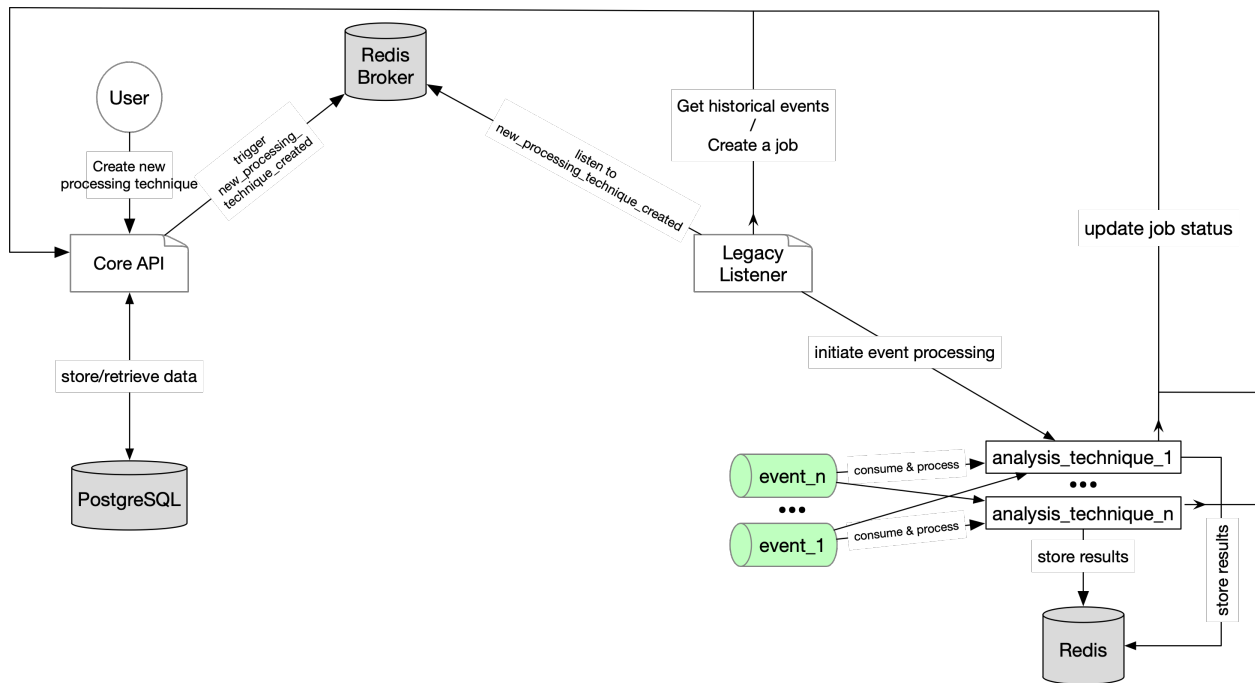 Redis
Broker
User
Create new
processing technique
trigger
new_processing_
technique_created
listen to
new_processing_technique_created
Get historical events
/
Create a job
update job status
Core API
Legacy
Listener
store/retrieve data
initiate event processing
PostgreSQL
event_n
consume & process
analysis_technique_1
•••
•••
analysis_technique_n
event_1
consume & process
store results
store results
Redis